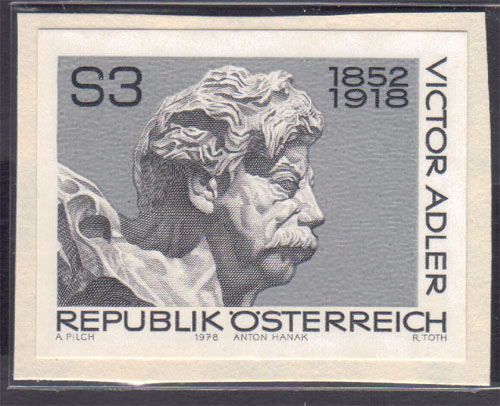 S3
1852
1918
VICTOR ADLER
REPUBLIK ÖSTERREICH
A. PILCH 1978 ANTON HANAK R. TOTH